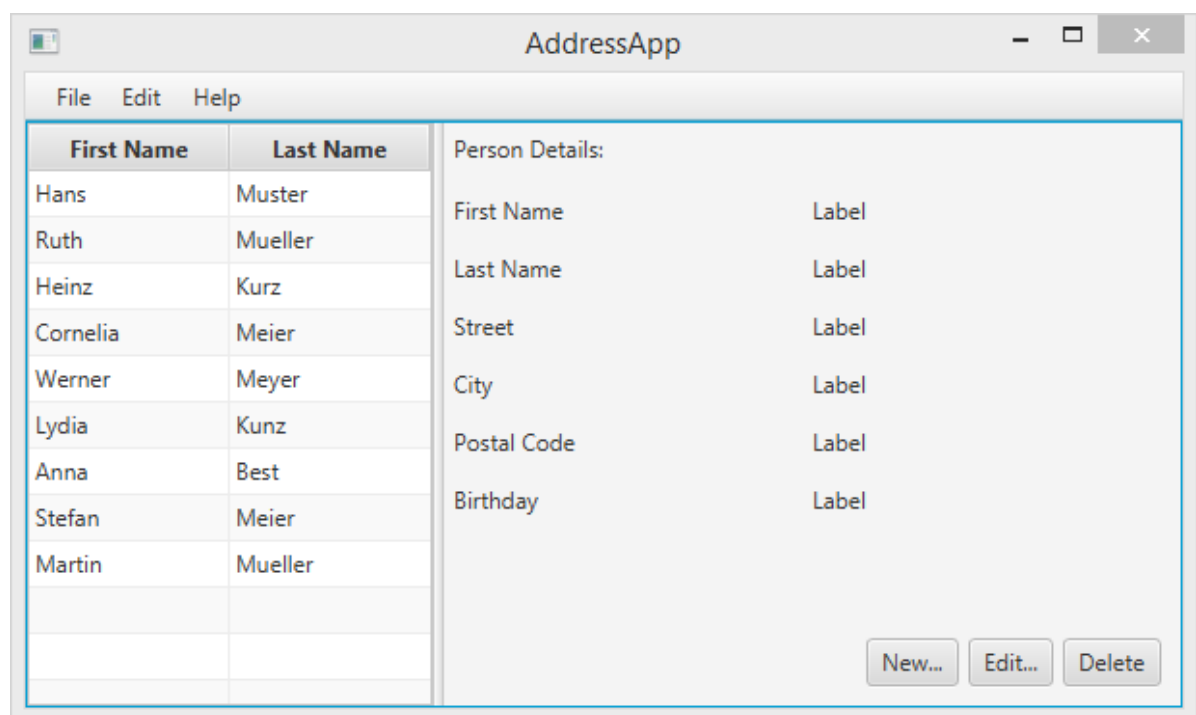 AddressApp
File Edit Help
First Name Last Name
Hans Muster
Ruth Mueller
Heinz Kurz
Cornelia Meier
Werner Meyer
Lydia Kunz
Anna Best
Stefan Meier
Martin Mueller
Person Details:
First Name Label
Last Name Label
Street Label
City Label
Postal Code Label
Birthday Label
New... Edit... Delete